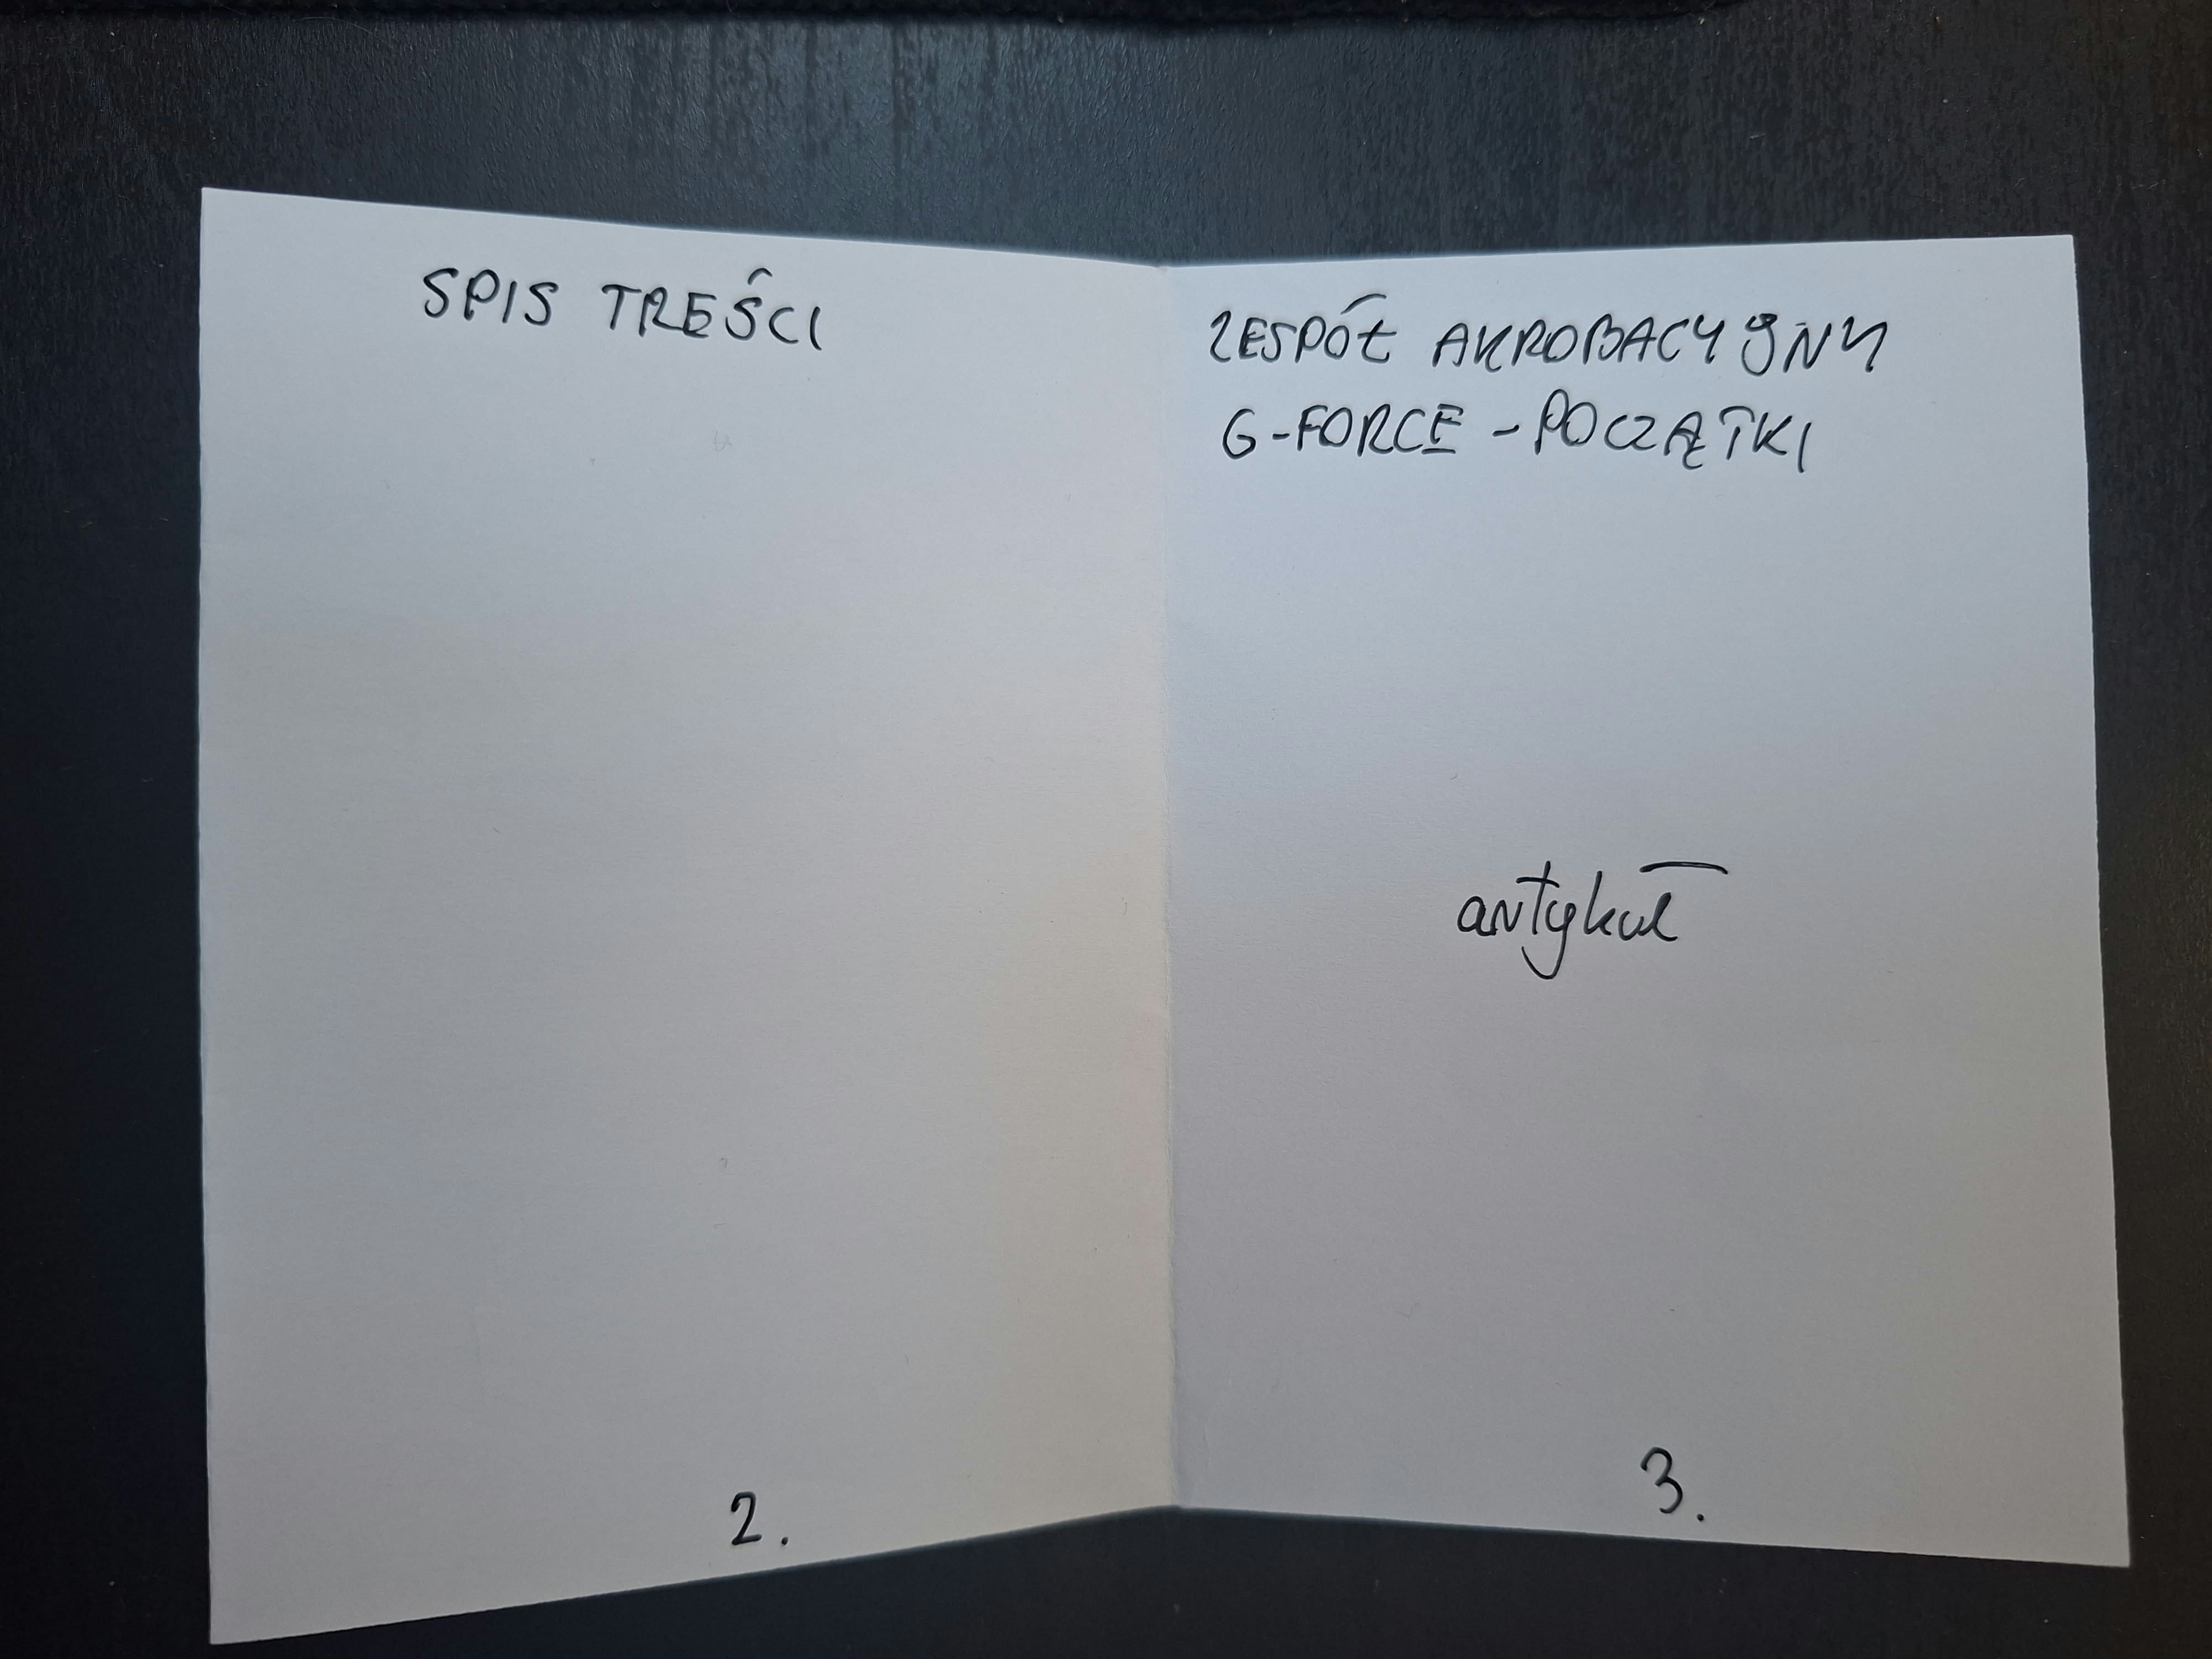 SPIS TREŚCI
2.
ZESPÓŁ AKROBACYJNY
G-FORCE - POCZĄTKI
artykuł
3.